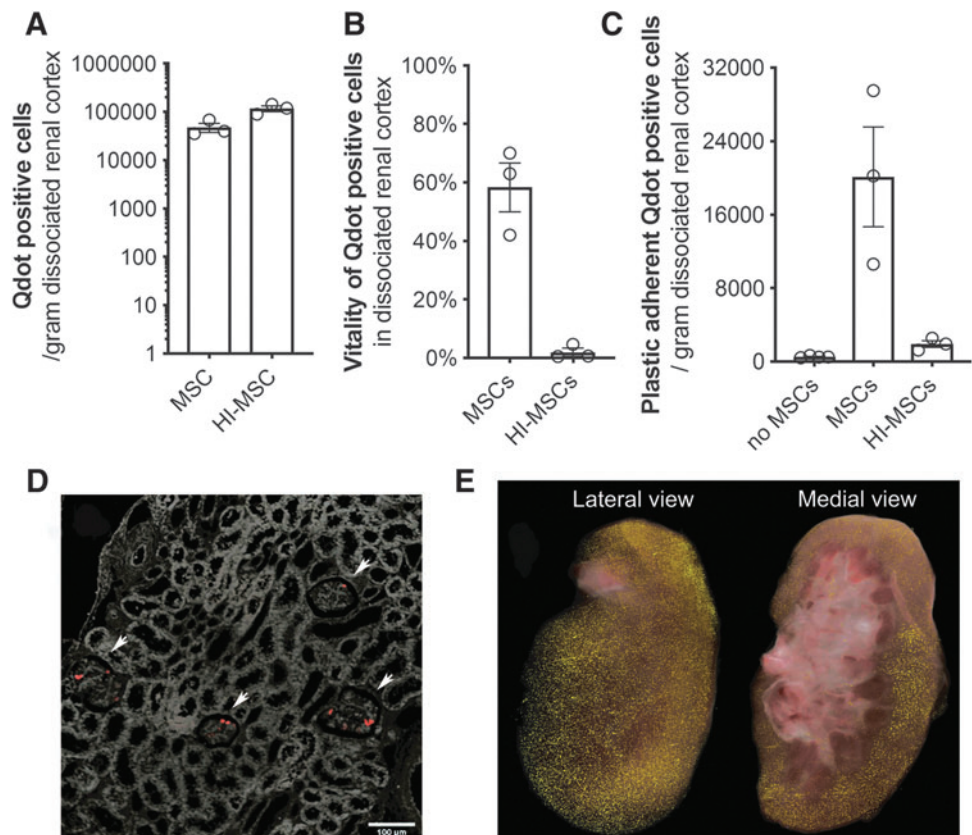 A
Qdot positive cells
/gram dissociated renal cortex
1000000
100000
10000
1000
100
10
1
MSC
HI-MSC
B
Vitality of Qdot positive cells
in dissociated renal cortex
100%
80%
60%
40%
20%
0%
MSCs
HI-MSCs
C
Plastic adherent Qdot positive cells
/ gram dissociated renal cortex
32000
24000
16000
8000
0
no MSCs
MSCs
HI-MSCs
D
100 µm
E
Lateral view
Medial view